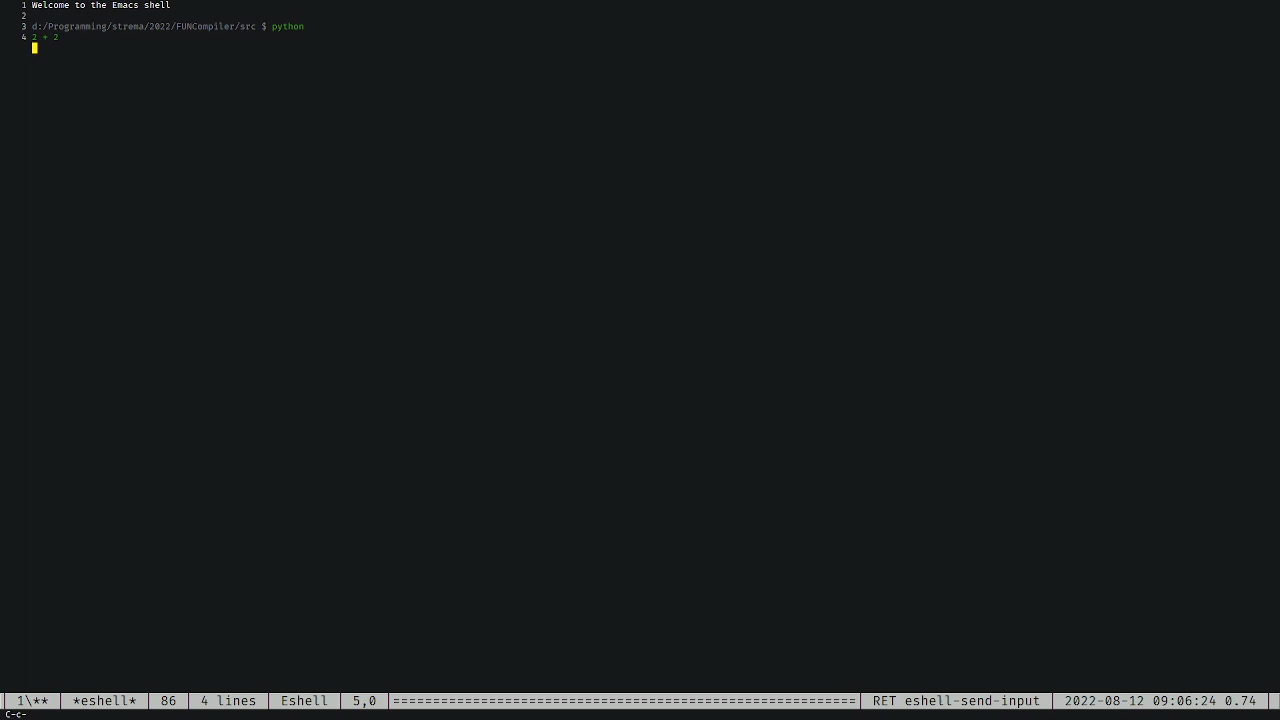 1 Welcome to the Emacs shell
2
3 d:/Programming/strema/2022/FUNCompiler/src $ python
4 2 + 2
1\** *eshell* 86 4 lines Eshell 5,0 ========================================================== RET eshell-send-input 2022-08-12 09:06:24 0.74
C-c-